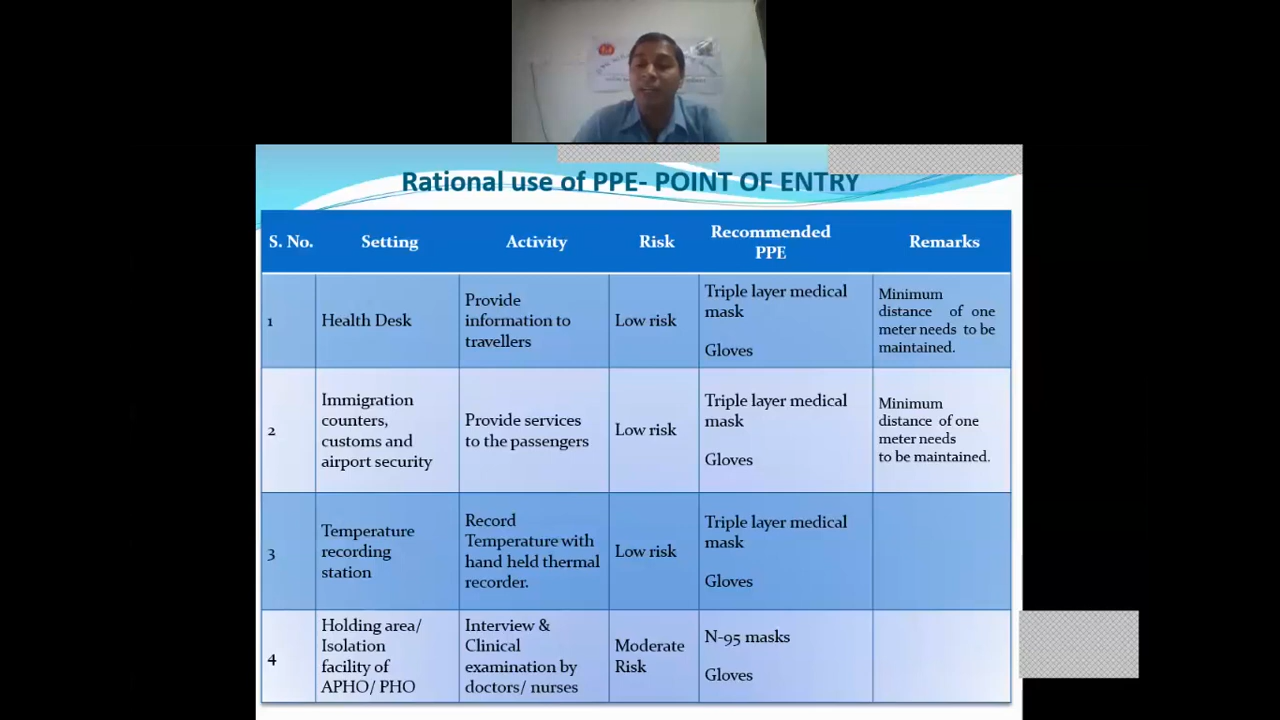 Rational use of PPE- POINT OF ENTRY
S. No.
Setting
Activity
Risk
Recommended
PPE
Remarks
1
Health Desk
Provide
information to
travellers
Low risk
Triple layer medical
mask
Gloves
Minimum
distance of one
meter needs to be
maintained.
2
Immigration
counters,
customs and
airport security
Provide services
to the passengers
Low risk
Triple layer medical
mask
Gloves
Minimum
distance of one
meter needs
to be maintained.
3
Temperature
recording
station
Record
Temperature with
hand held thermal
recorder.
Low risk
Triple layer medical
mask
Gloves
4
Holding area/
Isolation
facility of
APHO/ PHO
Interview &
Clinical
examination by
doctors/ nurses
Moderate
Risk
N-95 masks
Gloves